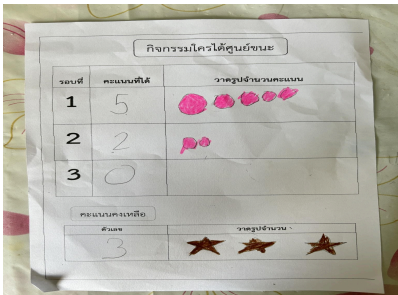 กิจกรรมใครได้ศูนย์ชนะ
รอบที่ คะแนนที่ได้ วาดรูปจำนวนคะแนน
1 5
2 2
3 0
คะแนนคงเหลือ
ตัวเลข วาดรูปจำนวน
3